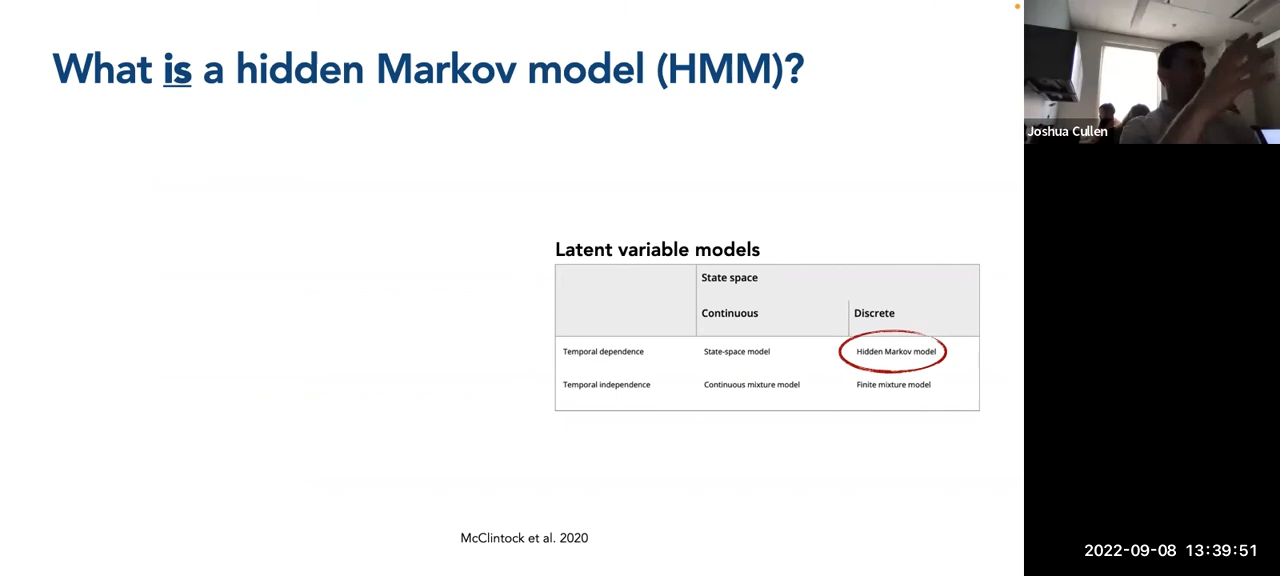 What is a hidden Markov model (HMM)?
Joshua Cullen
Latent variable models
State space
Continuous Discrete
Temporal dependence State-space model Hidden Markov model
Temporal independence Continuous mixture model Finite mixture model
McClintock et al. 2020
2022-09-08 13:39:51